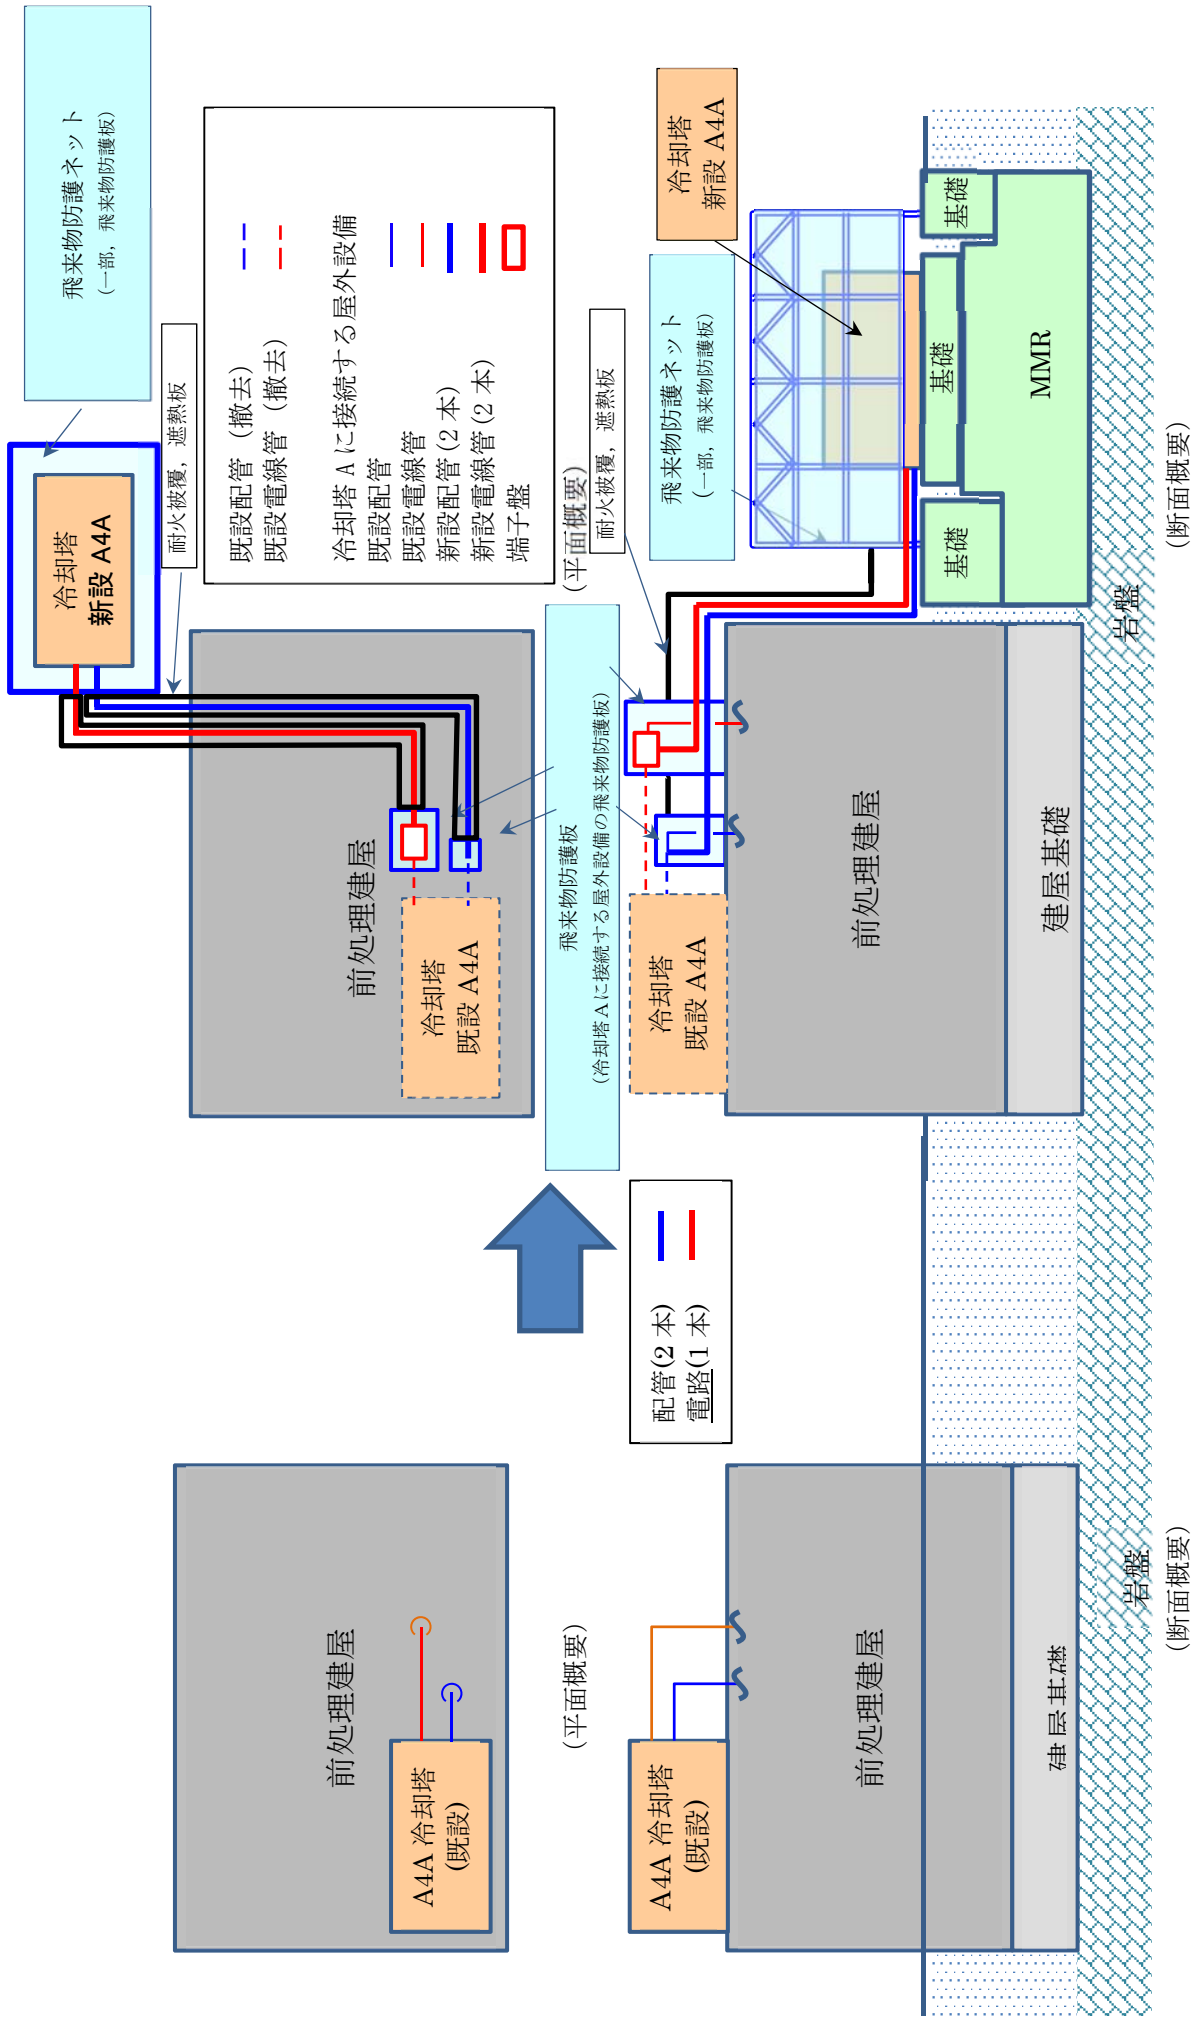 前処理建屋
A4A 冷却塔
(既設)
(平面概要)
A4A 冷却塔
(既設)
前処理建屋
建屋基礎
岩盤
(断面概要)
配管(2 本)
電路(1 本)
飛来物防護ネット
(一部，飛来物防護板)
冷却塔
新設 A4A
耐火被覆，遮熱板
前処理建屋
冷却塔
既設 A4A
既設配管 (撤去)
既設電線管 (撤去)
冷却塔 A に接続する屋外設備
既設配管
既設電線管
新設配管(2 本)
新設電線管(2 本)
端子盤
(平面概要)
飛来物防護板
(冷却塔 A に接続する屋外設備の飛来物防護板)
耐火被覆，遮熱板
飛来物防護ネット
(一部，飛来物防護板)
冷却塔
新設 A4A
冷却塔
既設 A4A
前処理建屋
建屋基礎
基礎
基礎
基礎
MMR
岩盤
(断面概要)